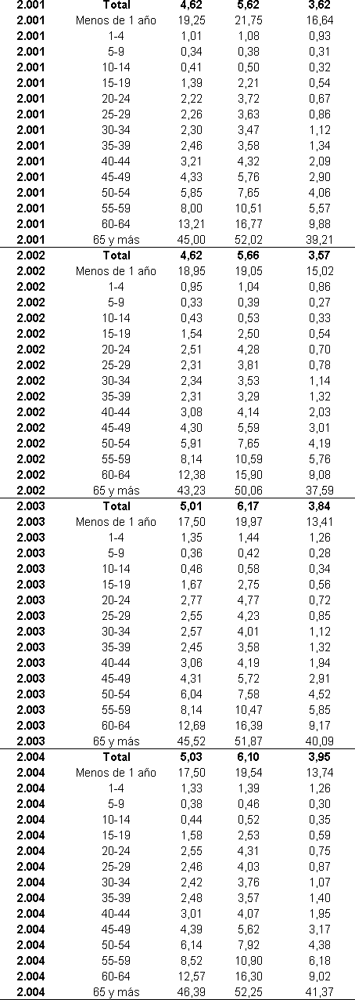 2.001 Total 4,62 5,62 3,62
2.001 Menos de 1 año 19,25 21,75 16,64
2.001 1-4 1,01 1,08 0,93
2.001 5-9 0,34 0,38 0,31
2.001 10-14 0,41 0,50 0,32
2.001 15-19 1,39 2,21 0,54
2.001 20-24 2,22 3,72 0,67
2.001 25-29 2,26 3,63 0,86
2.001 30-34 2,30 3,47 1,12
2.001 35-39 2,46 3,58 1,34
2.001 40-44 3,21 4,32 2,09
2.001 45-49 4,33 5,76 2,90
2.001 50-54 5,85 7,65 4,06
2.001 55-59 8,00 10,51 5,57
2.001 60-64 13,21 16,77 9,88
2.001 65 y más 45,00 52,02 39,21
2.002 Total 4,62 5,66 3,57
2.002 Menos de 1 año 18,95 19,05 15,02
2.002 1-4 0,95 1,04 0,86
2.002 5-9 0,33 0,39 0,27
2.002 10-14 0,43 0,53 0,33
2.002 15-19 1,54 2,50 0,54
2.002 20-24 2,51 4,28 0,70
2.002 25-29 2,31 3,81 0,78
2.002 30-34 2,34 3,53 1,14
2.002 35-39 2,31 3,29 1,32
2.002 40-44 3,08 4,14 2,03
2.002 45-49 4,30 5,59 3,01
2.002 50-54 5,91 7,65 4,19
2.002 55-59 8,14 10,59 5,76
2.002 60-64 12,38 15,90 9,08
2.002 65 y más 43,23 50,06 37,59
2.003 Total 5,01 6,17 3,84
2.003 Menos de 1 año 17,50 19,97 13,41
2.003 1-4 1,35 1,44 1,26
2.003 5-9 0,36 0,42 0,28
2.003 10-14 0,46 0,58 0,34
2.003 15-19 1,67 2,75 0,56
2.003 20-24 2,77 4,77 0,72
2.003 25-29 2,55 4,23 0,85
2.003 30-34 2,57 4,01 1,12
2.003 35-39 2,45 3,58 1,32
2.003 40-44 3,06 4,19 1,94
2.003 45-49 4,31 5,72 2,91
2.003 50-54 6,04 7,58 4,52
2.003 55-59 8,14 10,47 5,85
2.003 60-64 12,69 16,39 9,17
2.003 65 y más 45,52 51,87 40,09
2.004 Total 5,03 6,10 3,95
2.004 Menos de 1 año 17,50 19,54 13,74
2.004 1-4 1,33 1,39 1,26
2.004 5-9 0,38 0,46 0,30
2.004 10-14 0,44 0,52 0,35
2.004 15-19 1,58 2,53 0,59
2.004 20-24 2,55 4,31 0,75
2.004 25-29 2,46 4,03 0,87
2.004 30-34 2,42 3,76 1,07
2.004 35-39 2,48 3,57 1,40
2.004 40-44 3,01 4,07 1,95
2.004 45-49 4,39 5,62 3,17
2.004 50-54 6,14 7,92 4,38
2.004 55-59 8,52 10,90 6,18
2.004 60-64 12,57 16,30 9,02
2.004 65 y más 46,39 52,25 41,37